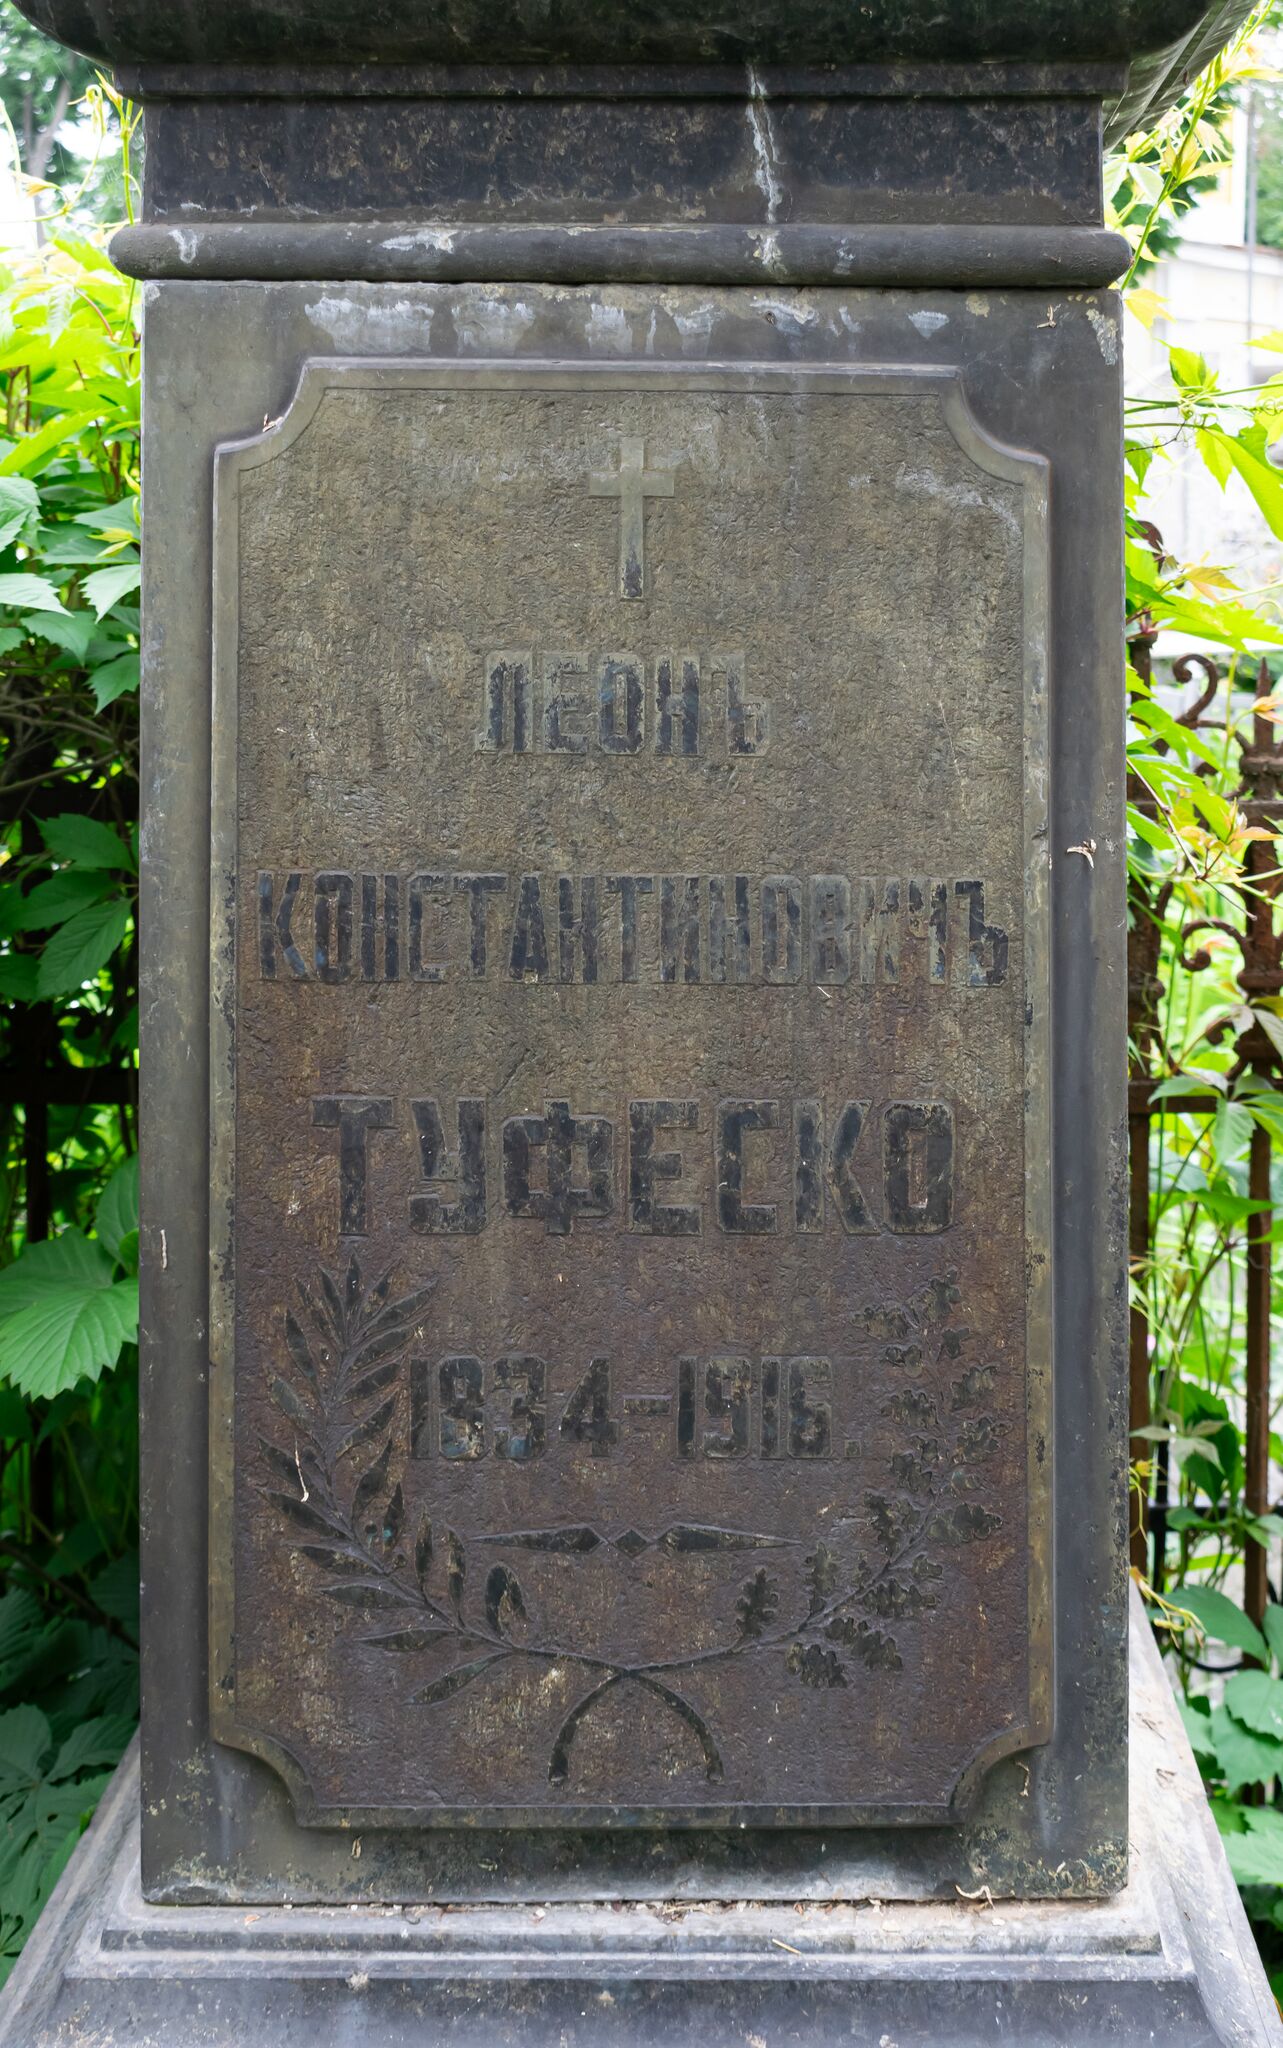 ЛЕОНЪ
КОНСТАНТИНОВИЧЪ
ТУФЕСКО
1834-1916.